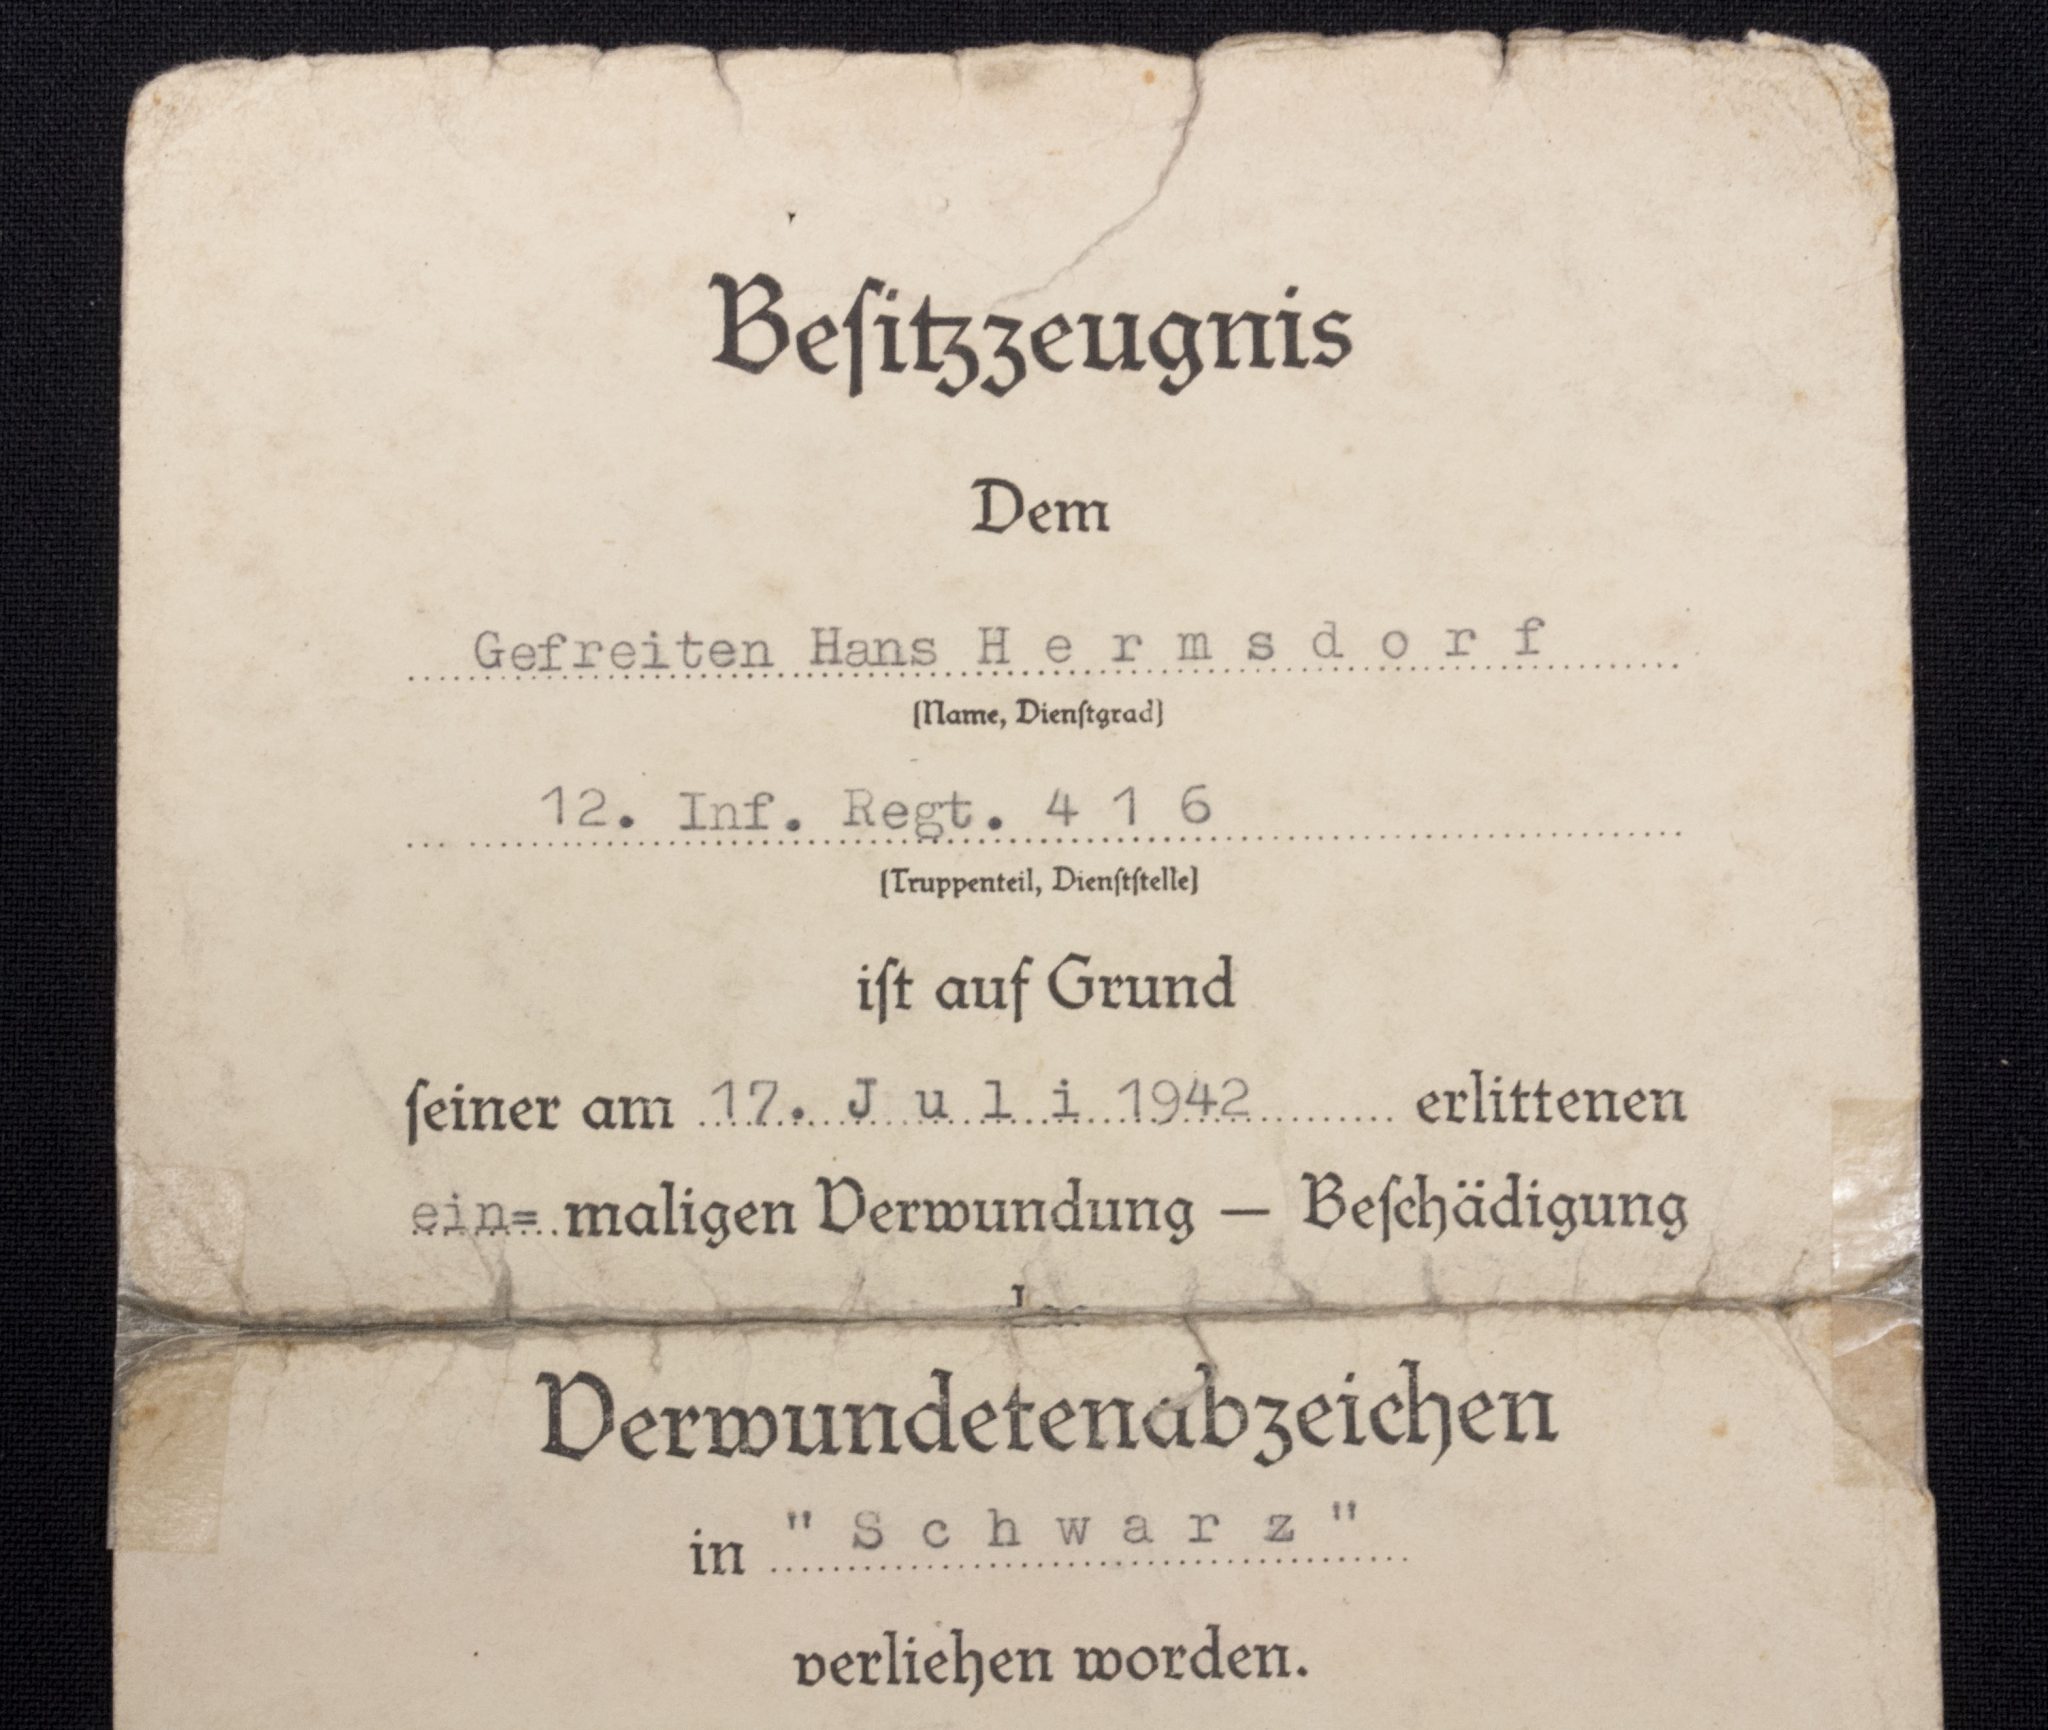 Besitzzeugnis
Dem
Gefreiten Hans H e r m s d o r f
(Name, Dienstgrad)
12. Inf. Regt. 4 1 6
(Truppenteil, Dienststelle)
ist auf Grund
seiner am 17. J u l i 1942 erlittenen
ein= maligen Verwundung – Beschädigung
Verwundetenabzeichen
in " S c h w a r z "
verliehen worden.